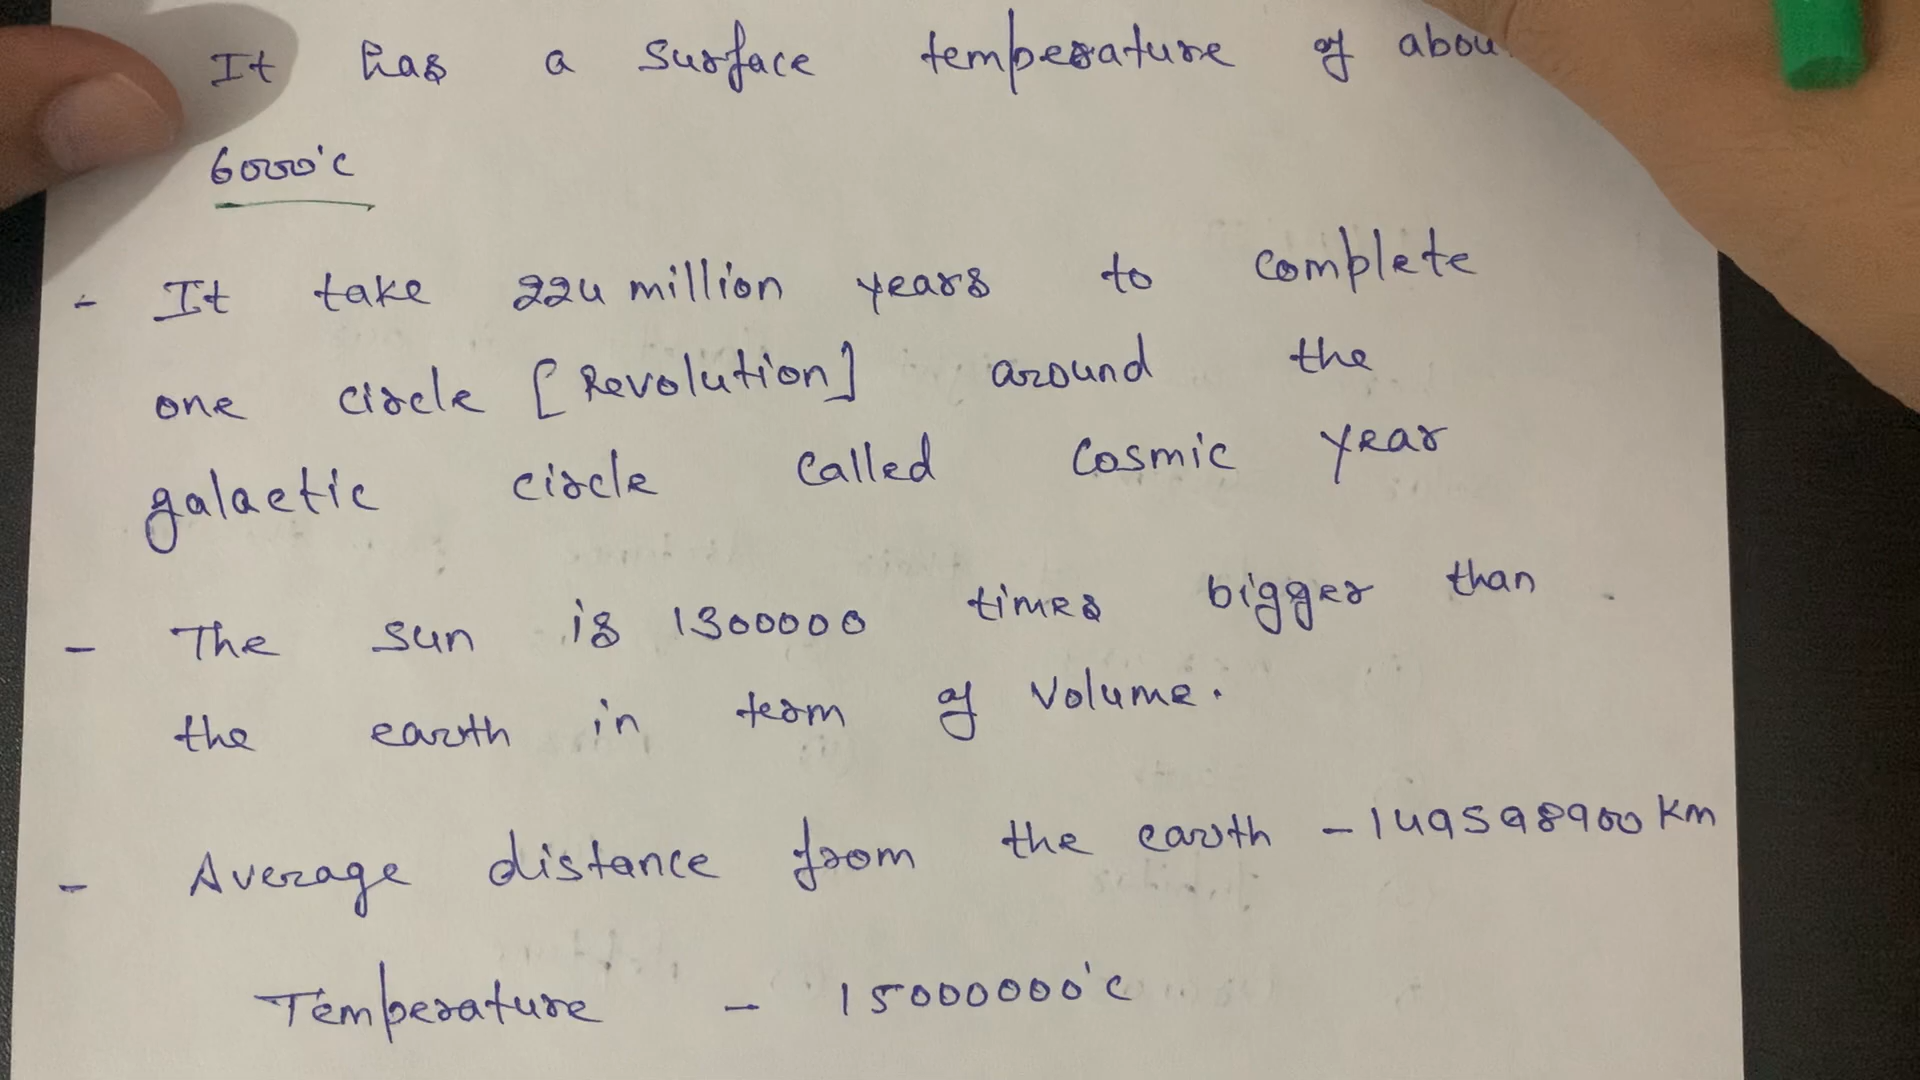 It has a surface temperature of abou
6000°C
- It take 224 million years to complete
one circle [Revolution] around the
galactic circle called Cosmic year
- The sun is 1300000 times bigger than
the earth in term of Volume.
- Average distance from the earth - 149598900 km
Temperature - 15000000°C